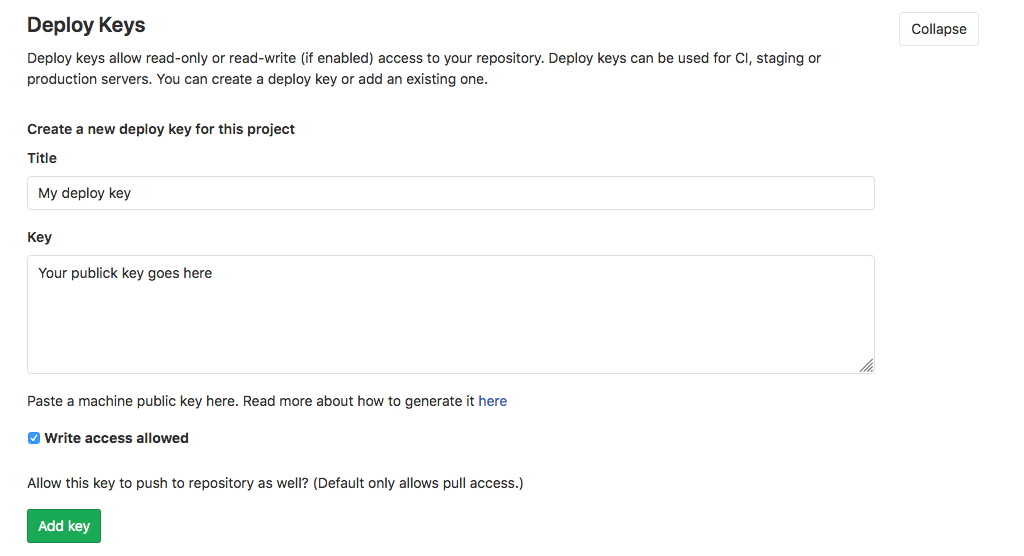 Deploy Keys
Collapse
Deploy keys allow read-only or read-write (if enabled) access to your repository. Deploy keys can be used for CI, staging or
production servers. You can create a deploy key or add an existing one.
Create a new deploy key for this project
Title
My deploy key
Key
Your publick key goes here
Paste a machine public key here. Read more about how to generate it here
Write access allowed
Allow this key to push to repository as well? (Default only allows pull access.)
Add key